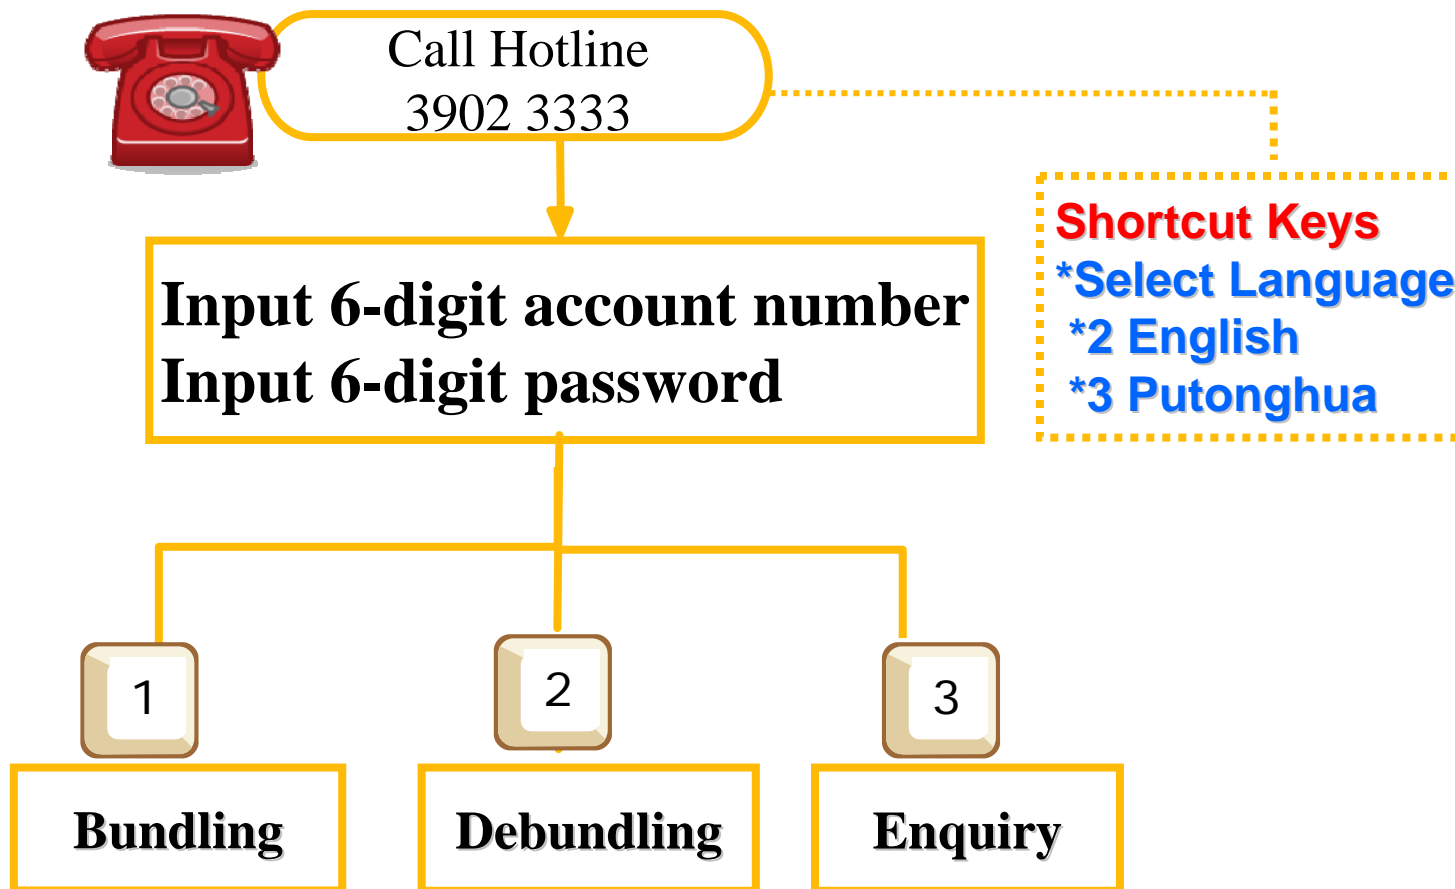 Call Hotline
3902 3333
Shortcut Keys
*Select Language
*2 English
*3 Putonghua
Input 6-digit account number
Input 6-digit password
1
2
3
Bundling
Debundling
Enquiry